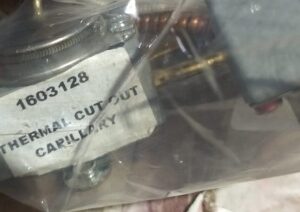 1603128
THERMAL CUT OUT
CAPILLARY